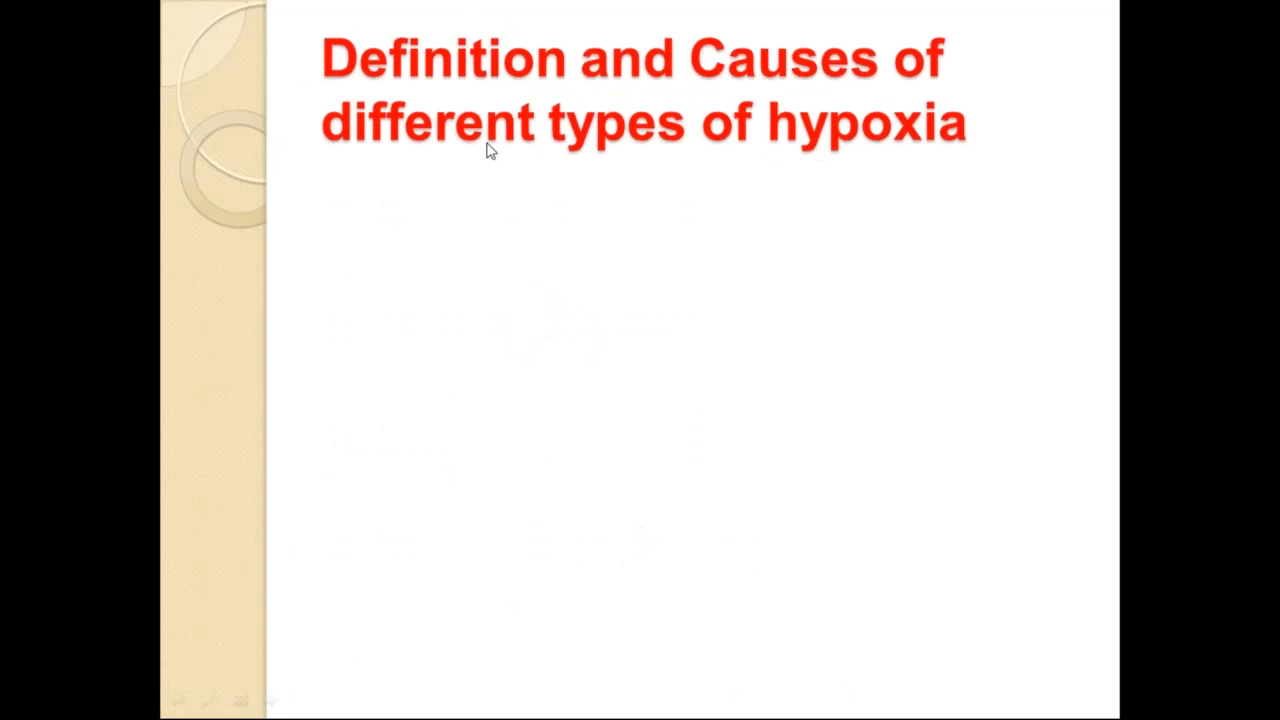 Definition and Causes of
different types of hypoxia